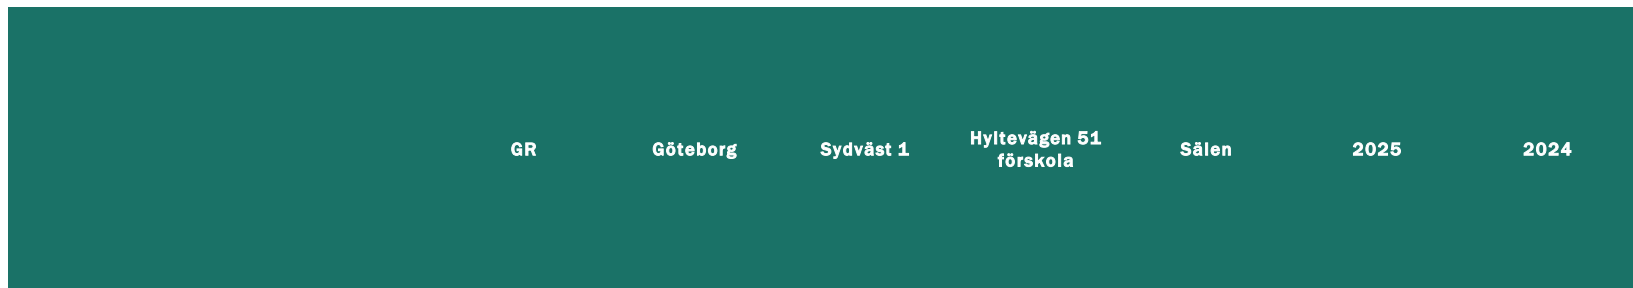 GR
Göteborg
Sydväst 1
Hyltevägen 51
förskola
Sälen
2025
2024